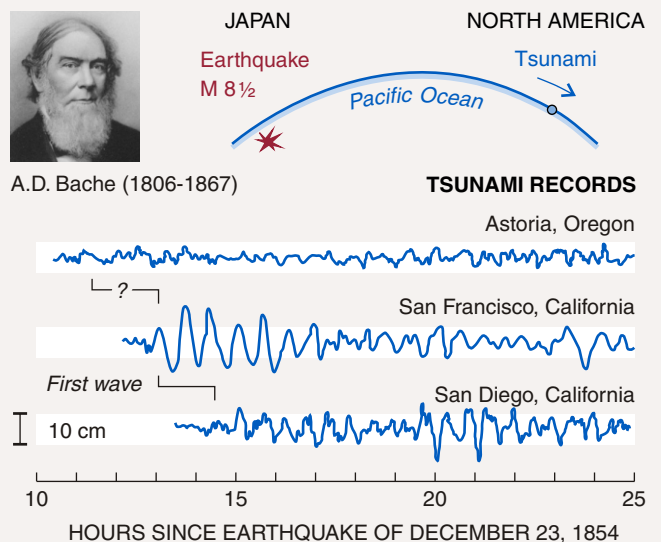 JAPAN
NORTH AMERICA
Earthquake
M 8½
Tsunami
Pacific Ocean
A.D. Bache (1806-1867)
TSUNAMI RECORDS
Astoria, Oregon
?
San Francisco, California
First wave
San Diego, California
10 cm
10 15 20 25
HOURS SINCE EARTHQUAKE OF DECEMBER 23, 1854